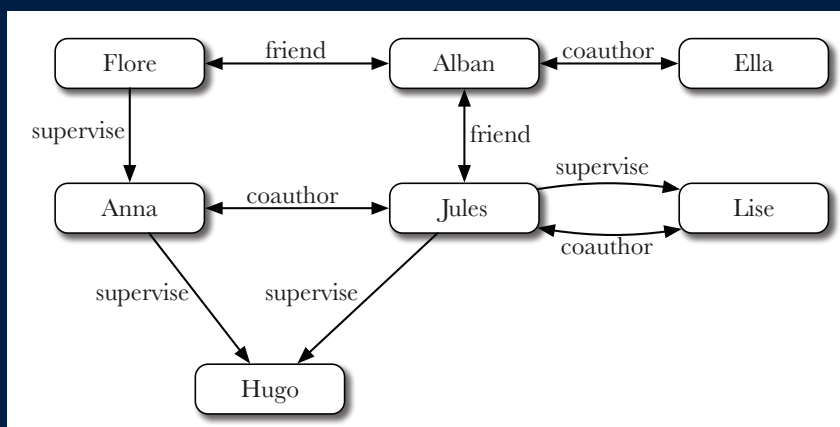 Flore
friend
Alban
coauthor
Ella
supervise
friend
supervise
Anna
coauthor
Jules
Lise
coauthor
supervise
supervise
Hugo